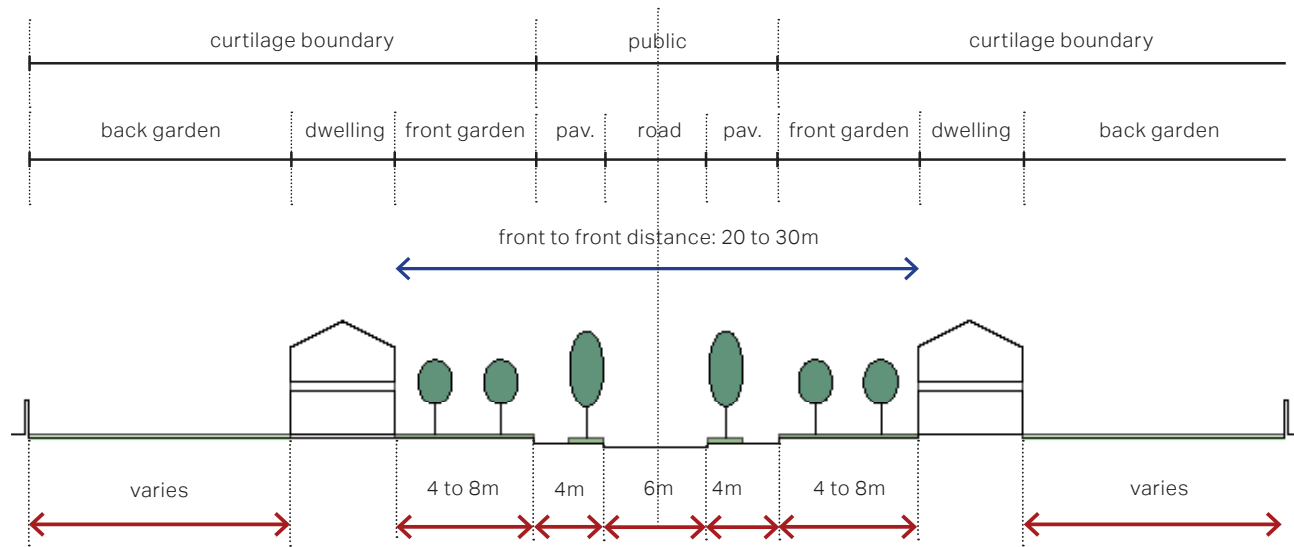 curtilage boundary public curtilage boundary
back garden dwelling front garden pav. road pav. front garden dwelling back garden
front to front distance: 20 to 30m
varies 4 to 8m 4m 6m 4m 4 to 8m varies